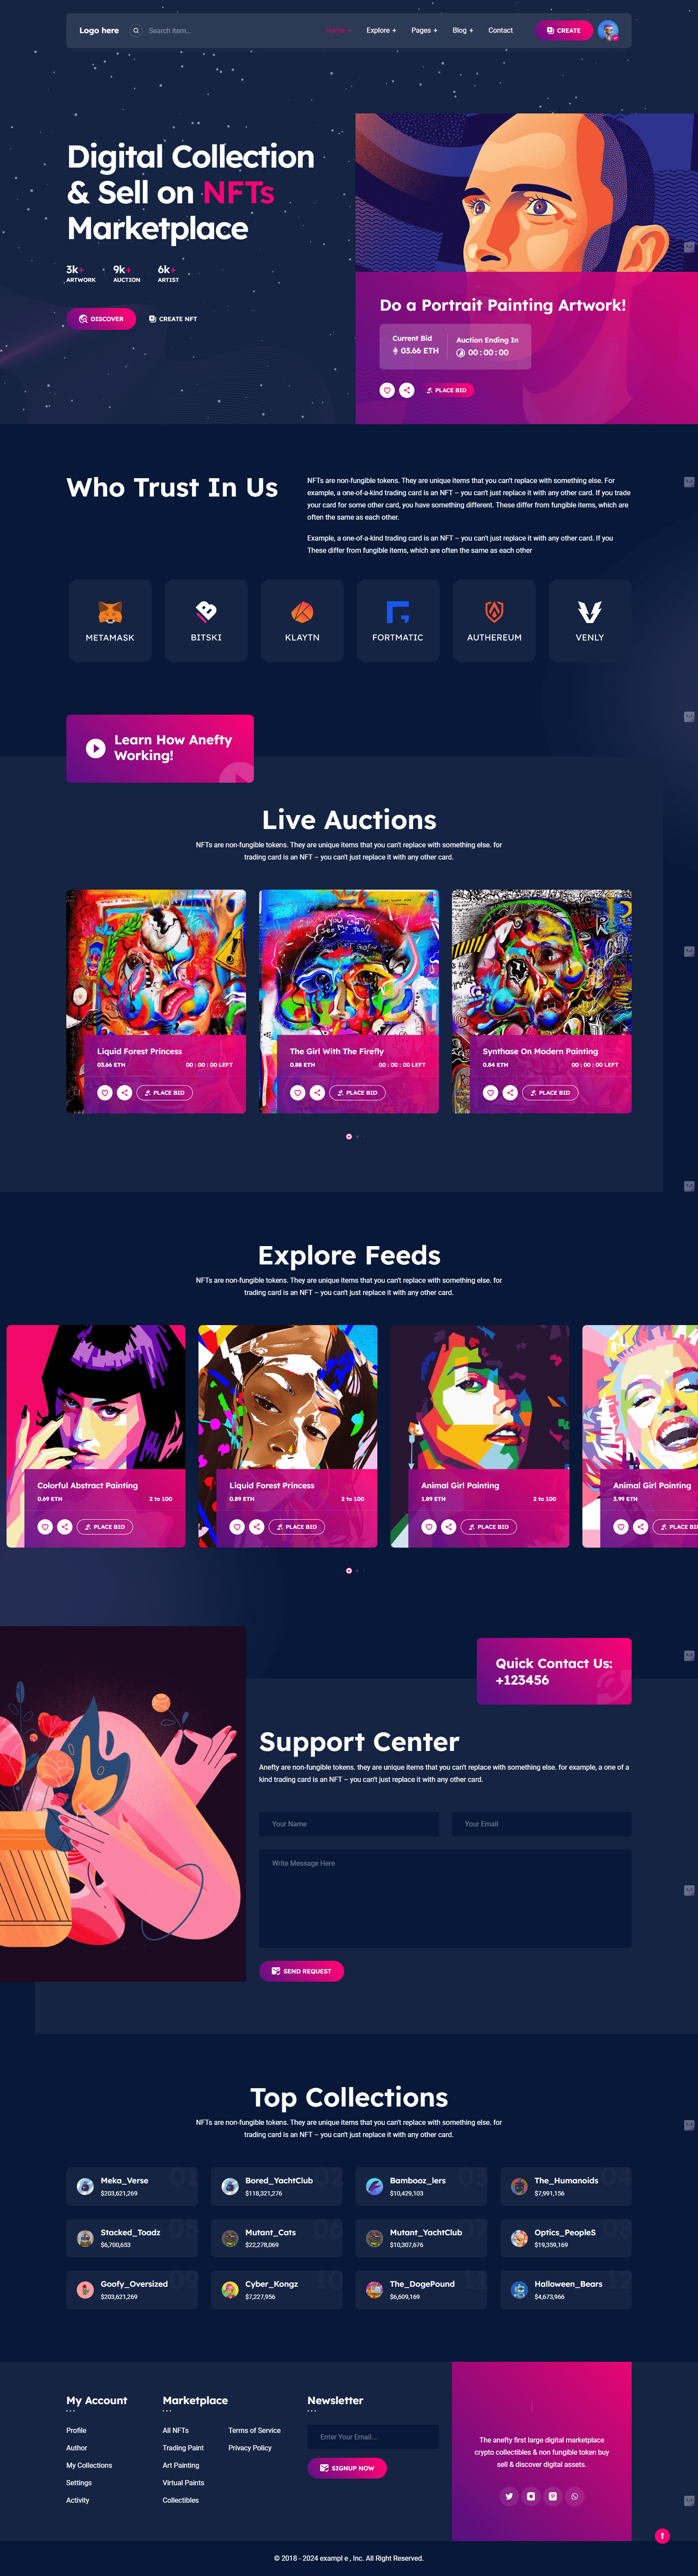 Logo here
Search item...
Home +
Explore +
Pages +
Blog +
Contact
CREATE
Digital Collection
& Sell on NFTs
Marketplace
3k+
9k+
6k+
ARTWORK
AUCTION
ARTIST
DISCOVER
CREATE NFT
Do a Portrait Painting Artwork!
Current Bid
03.66 ETH
Auction Ending In
00 : 00 : 00
PLACE BID
Who Trust In Us
NFTs are non-fungible tokens. They are unique items that you can't replace with something else. For
example, a one-of-a-kind trading card is an NFT – you can't just replace it with any other card. If you trade
your card for some other card, you have something different. These differ from fungible items, which are
often the same as each other.
Example, a one-of-a-kind trading card is an NFT – you can't just replace it with any other card. If you
These differ from fungible items, which are often the same as each other
METAMASK
BITSKI
KLAYTN
FORTMATIC
AUTHEREUM
VENLY
Learn How Anefty
Working!
Live Auctions
NFTs are non-fungible tokens. They are unique items that you can't replace with something else. for
trading card is an NFT – you can't just replace it with any other card.
Liquid Forest Princess
03.66 ETH
00 : 00 : 00 LEFT
PLACE BID
The Girl With The Firefly
0.88 ETH
00 : 00 : 00 LEFT
PLACE BID
Synthase On Modern Painting
0.84 ETH
00 : 00 : 00 LEFT
PLACE BID
Explore Feeds
NFTs are non-fungible tokens. They are unique items that you can't replace with something else. for
trading card is an NFT – you can't just replace it with any other card.
Colorful Abstract Painting
0.69 ETH
2 to 100
PLACE BID
Liquid Forest Princess
0.89 ETH
2 to 100
PLACE BID
Animal Girl Painting
1.89 ETH
2 to 100
PLACE BID
Animal Girl Painting
3.99 ETH
PLACE BI
Quick Contact Us:
+123456
Support Center
Anefty are non-fungible tokens. they are unique items that you can't replace with something else. for example, a one of a
kind trading card is an NFT – you can't just replace it with any other card.
Your Name
Your Email
Write Message Here
SEND REQUEST
Top Collections
NFTs are non-fungible tokens. They are unique items that you can't replace with something else. for
trading card is an NFT – you can't just replace it with any other card.
01
Meka_Verse
$203,621,269
02
Bored_YachtClub
$118,321,276
03
Bambooz_lers
$10,429,103
04
The_Humanoids
$7,991,156
05
Stacked_Toadz
$6,700,653
06
Mutant_Cats
$22,278,069
07
Mutant_YachtClub
$10,307,676
08
Optics_PeopleS
$19,359,169
09
Goofy_Oversized
$203,621,269
10
Cyber_Kongz
$7,227,956
11
The_DogePound
$6,609,169
12
Halloween_Bears
$4,673,966
My Account
Profile
Author
My Collections
Settings
Activity
Marketplace
All NFTs
Trading Paint
Art Painting
Virtual Paints
Collectibles
Terms of Service
Privacy Policy
Newsletter
Enter Your Email...
SIGNUP NOW
The anefty first large digital marketplace
crypto collectibles & non fungible token buy
sell & discover digital assets.
© 2018 - 2024 exampl e , Inc. All Right Reserved.